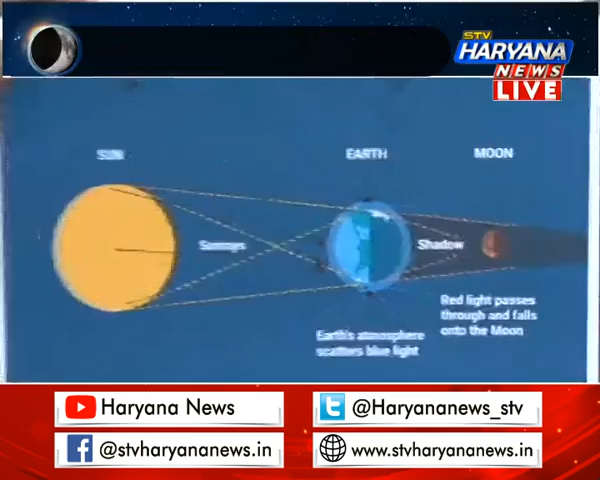 STV
HARYANA
NEWS
LIVE
SUN
EARTH
MOON
Sunrays
Shadow
Red light passes
through and falls
onto the Moon
Earth's atmosphere
scatters blue light
Haryana News
@Haryananews_stv
@stvharyananews.in
www.stvharyananews.in